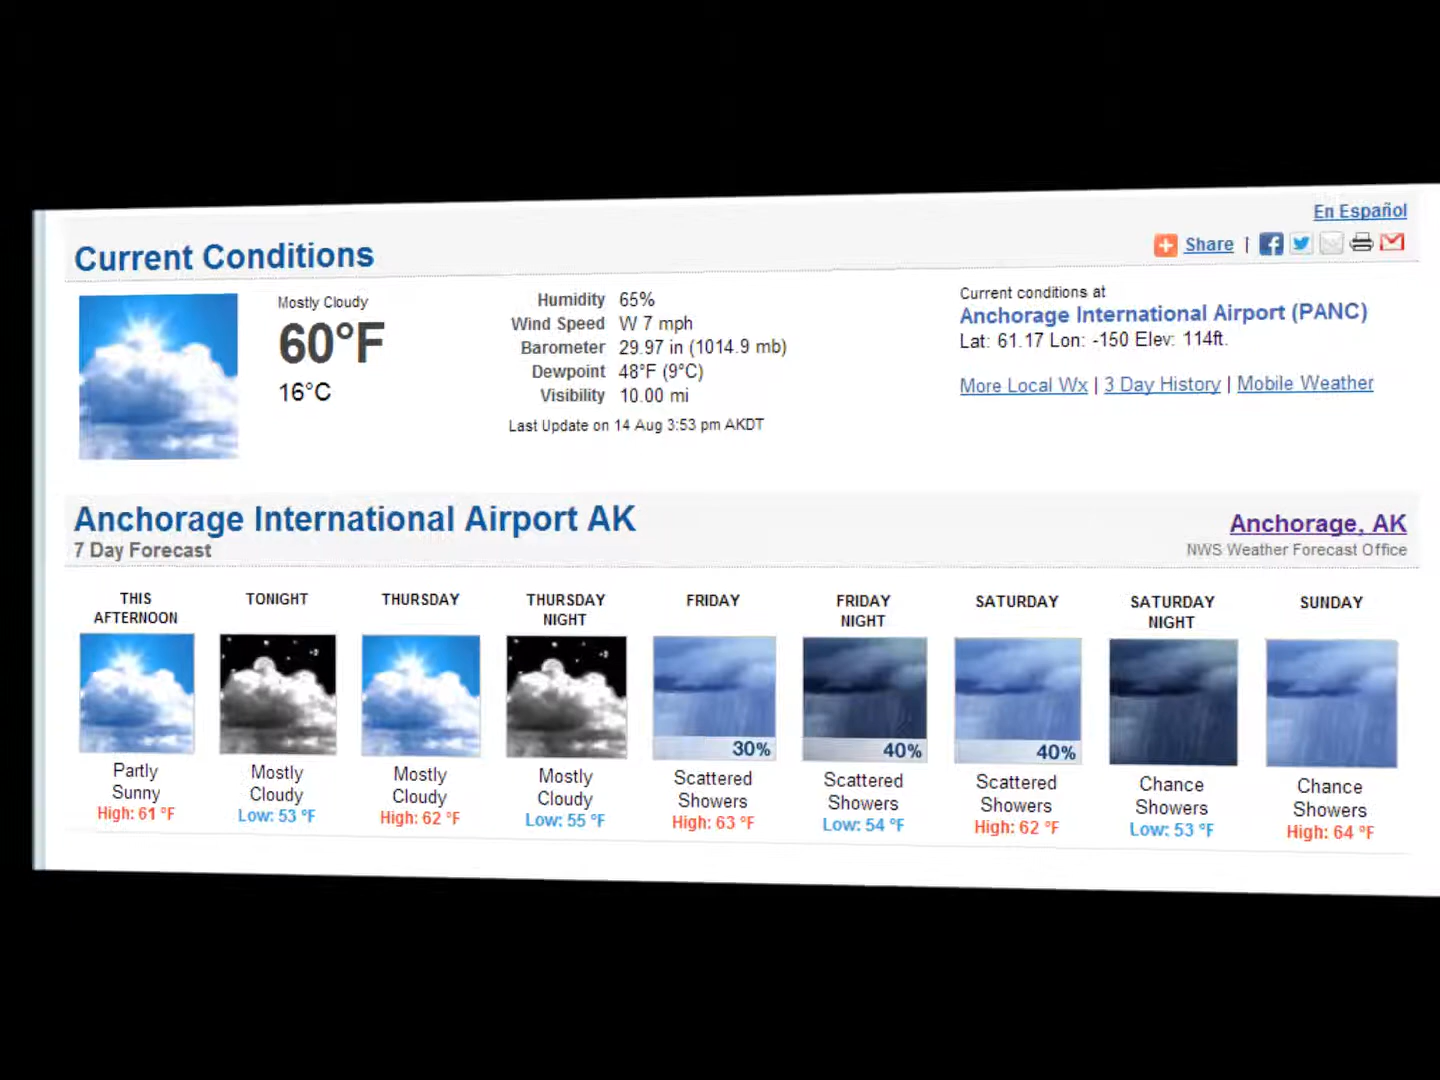 En Español
Current Conditions
Share |
Mostly Cloudy
60°F
16°C
Humidity 65%
Wind Speed W 7 mph
Barometer 29.97 in (1014.9 mb)
Dewpoint 48°F (9°C)
Visibility 10.00 mi
Last Update on 14 Aug 3:53 pm AKDT
Current conditions at
Anchorage International Airport (PANC)
Lat: 61.17 Lon: -150 Elev: 114ft.
More Local Wx | 3 Day History | Mobile Weather
Anchorage International Airport AK
7 Day Forecast
Anchorage, AK
NWS Weather Forecast Office
THIS
AFTERNOON
Partly
Sunny
High: 61 °F
TONIGHT
Mostly
Cloudy
Low: 53 °F
THURSDAY
Mostly
Cloudy
High: 62 °F
THURSDAY
NIGHT
Mostly
Cloudy
Low: 55 °F
FRIDAY
30%
Scattered
Showers
High: 63 °F
FRIDAY
NIGHT
40%
Scattered
Showers
Low: 54 °F
SATURDAY
40%
Scattered
Showers
High: 62 °F
SATURDAY
NIGHT
Chance
Showers
Low: 53 °F
SUNDAY
Chance
Showers
High: 64 °F